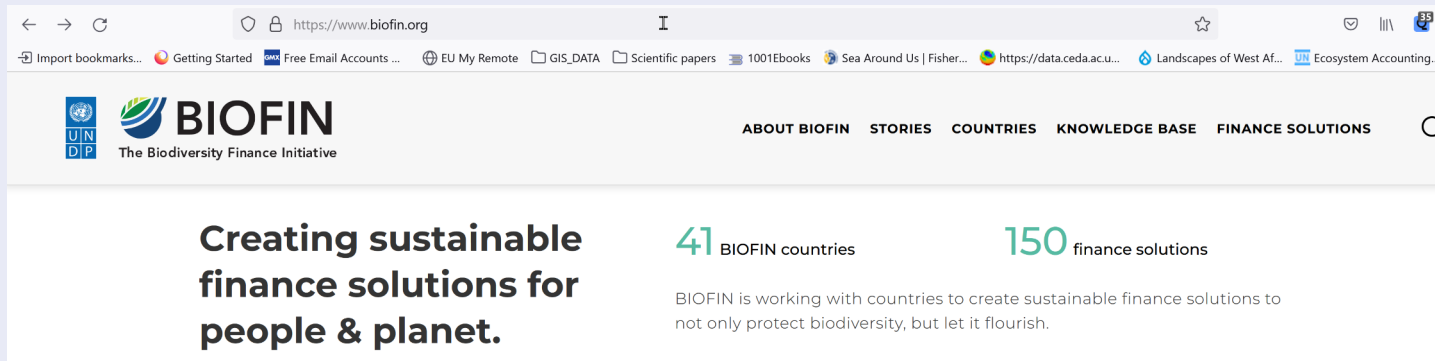 https://www.biofin.org
35
Import bookmarks... Getting Started GMX Free Email Accounts ... EU My Remote GIS_DATA Scientific papers 1001Ebooks Sea Around Us | Fisher... https://data.ceda.ac.u... Landscapes of West Af... UN Ecosystem Accounting..
UN
DP
BIOFIN
The Biodiversity Finance Initiative
ABOUT BIOFIN STORIES COUNTRIES KNOWLEDGE BASE FINANCE SOLUTIONS
Creating sustainable
finance solutions for
people & planet.
41 BIOFIN countries
150 finance solutions
BIOFIN is working with countries to create sustainable finance solutions to
not only protect biodiversity, but let it flourish.